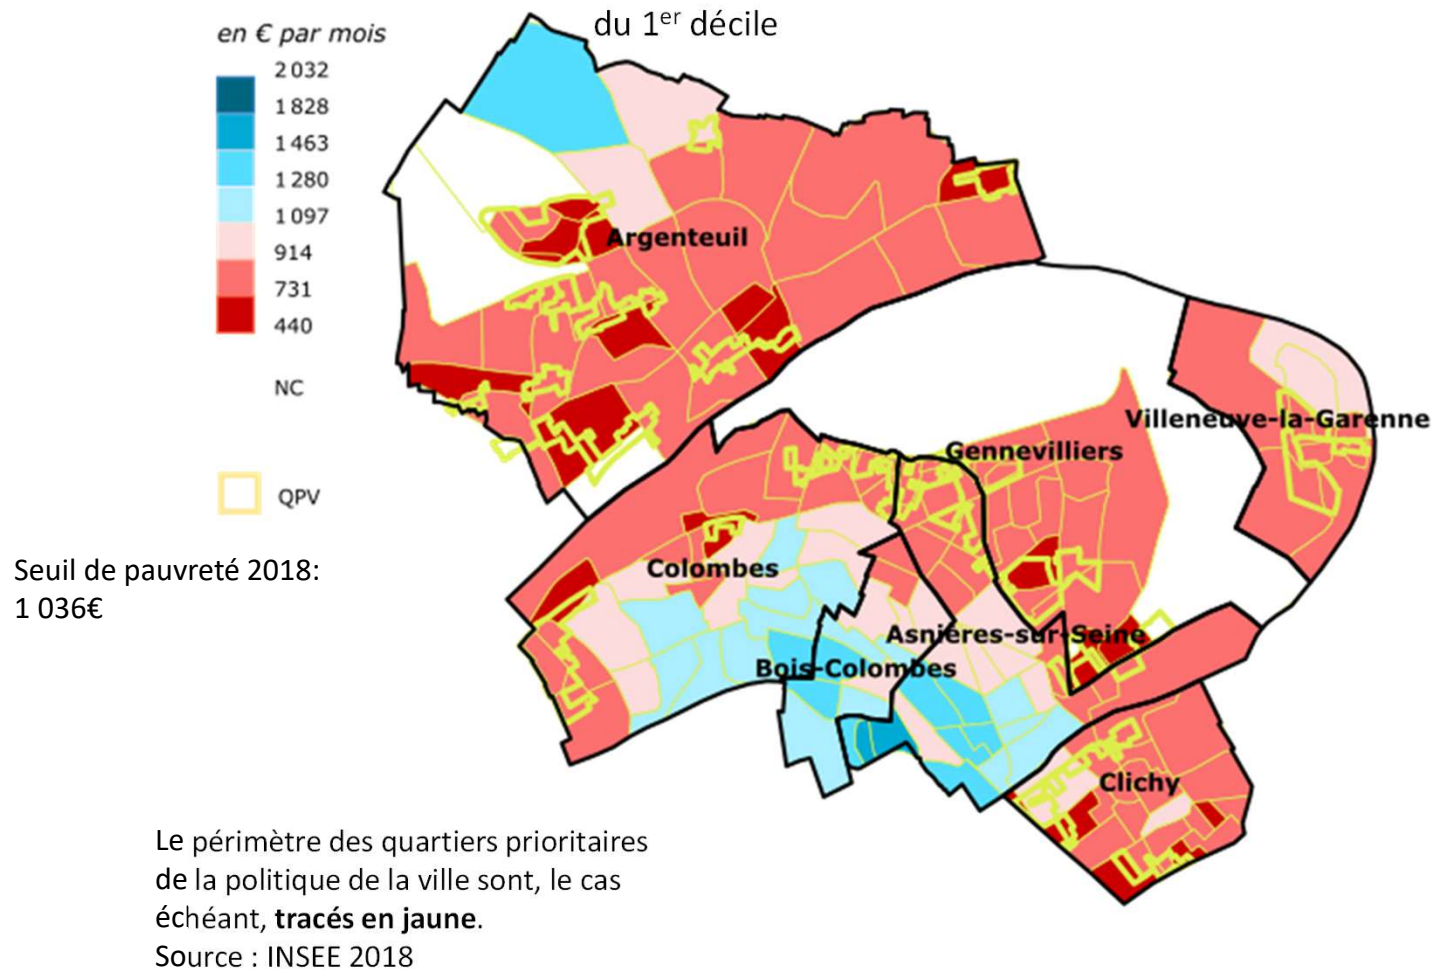 du 1er décile
en € par mois
2 032
1 828
1 463
1 280
1 097
914
731
440
NC
QPV
Argenteuil
Villeneuve-la-Garenne
Gennevilliers
Colombes
Asnières-sur-Seine
Bois-Colombes
Clichy
Seuil de pauvreté 2018:
1 036€
Le périmètre des quartiers prioritaires
de la politique de la ville sont, le cas
échéant, tracés en jaune.
Source : INSEE 2018